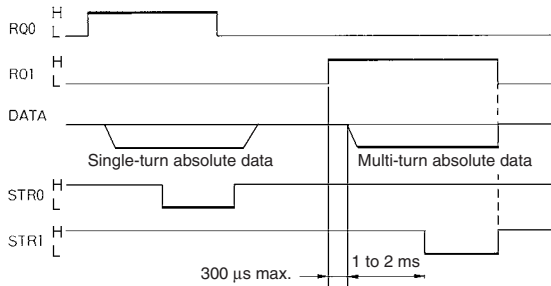 RQ0 H
L
RO1 H
L
DATA
Single-turn absolute data
Multi-turn absolute data
STR0 H
L
STR1 H
L
1 to 2 ms
300 μs max.